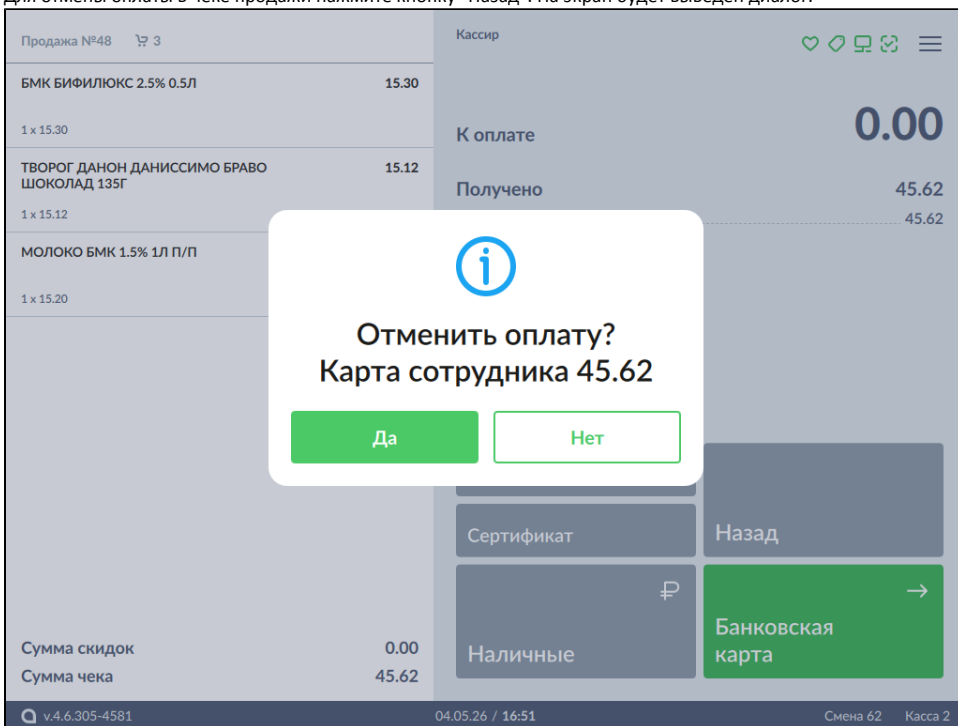 Для отмены оплаты в чеке продажи нажмите кнопку "Назад". На экран будет выведен диалог:
Продажа №48 3
БМК БИФИЛЮКС 2.5% 0.5Л 15.30
1 x 15.30
ТВОРОГ ДАНОН ДАНИССИМО БРАВО 15.12
ШОКОЛАД 135Г
1 x 15.12
МОЛОКО БМК 1.5% 1Л П/П
1 x 15.20
Сумма скидок 0.00
Сумма чека 45.62
Кассир
К оплате 0.00
Получено 45.62
45.62
Отменить оплату?
Карта сотрудника 45.62
Да Нет
Сертификат
Назад
Наличные
Банковская
карта
v.4.6.305-4581 04.05.26 / 16:51 Смена 62 Касса 2